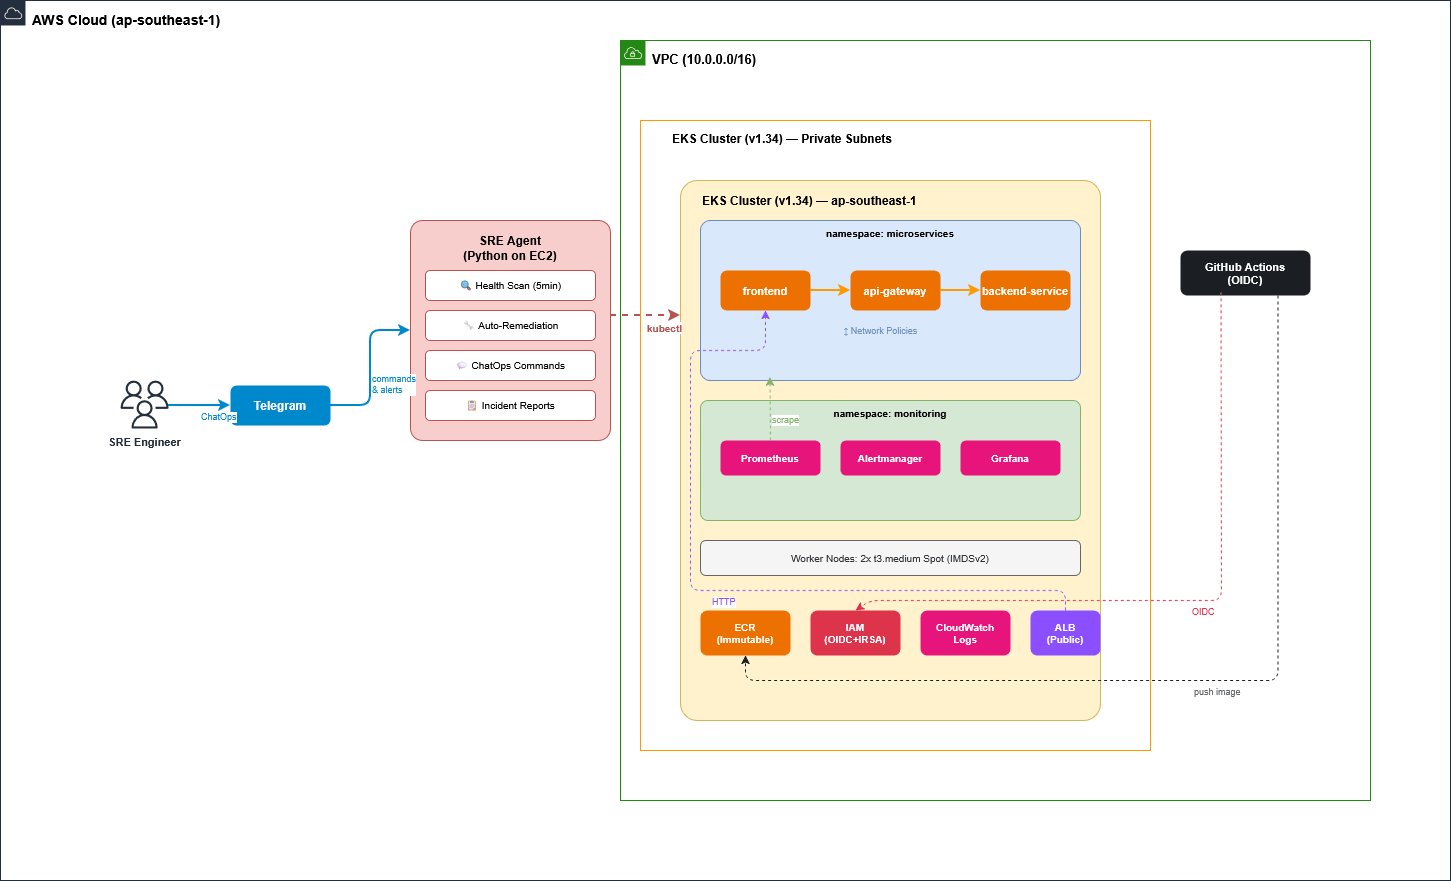 AWS Cloud (ap-southeast-1)
VPC (10.0.0.0/16)
EKS Cluster (v1.34) — Private Subnets
EKS Cluster (v1.34) — ap-southeast-1
namespace: microservices
frontend
api-gateway
backend-service
↕ Network Policies
SRE Agent
(Python on EC2)
🔍 Health Scan (5min)
🔧 Auto-Remediation
💬 ChatOps Commands
📋 Incident Reports
kubectl
GitHub Actions
(OIDC)
commands
& alerts
Telegram
ChatOps
SRE Engineer
namespace: monitoring
scrape
Prometheus
Alertmanager
Grafana
Worker Nodes: 2x t3.medium Spot (IMDSv2)
HTTP
OIDC
ECR
(Immutable)
IAM
(OIDC+IRSA)
CloudWatch
Logs
ALB
(Public)
push image